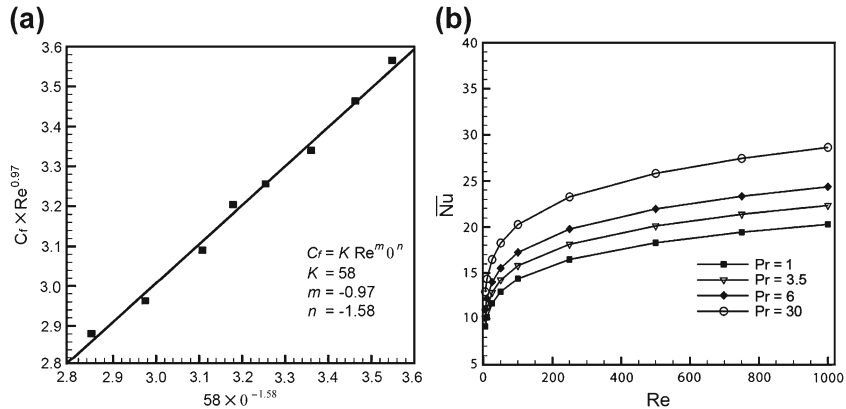 (a)
3.6
3.5
3.4
3.3
3.2
3.1
3.0
2.9
2.8
2.8 2.9 3.0 3.1 3.2 3.3 3.4 3.5 3.6
Cf × Re^0.97
58 × θ^-1.58
Cf = K Re^m θ^n
K = 58
m = -0.97
n = -1.58
(b)
40
35
30
25
20
15
10
5
0 200 400 600 800 1000
Nu
Re
Pr = 1
Pr = 3.5
Pr = 6
Pr = 30